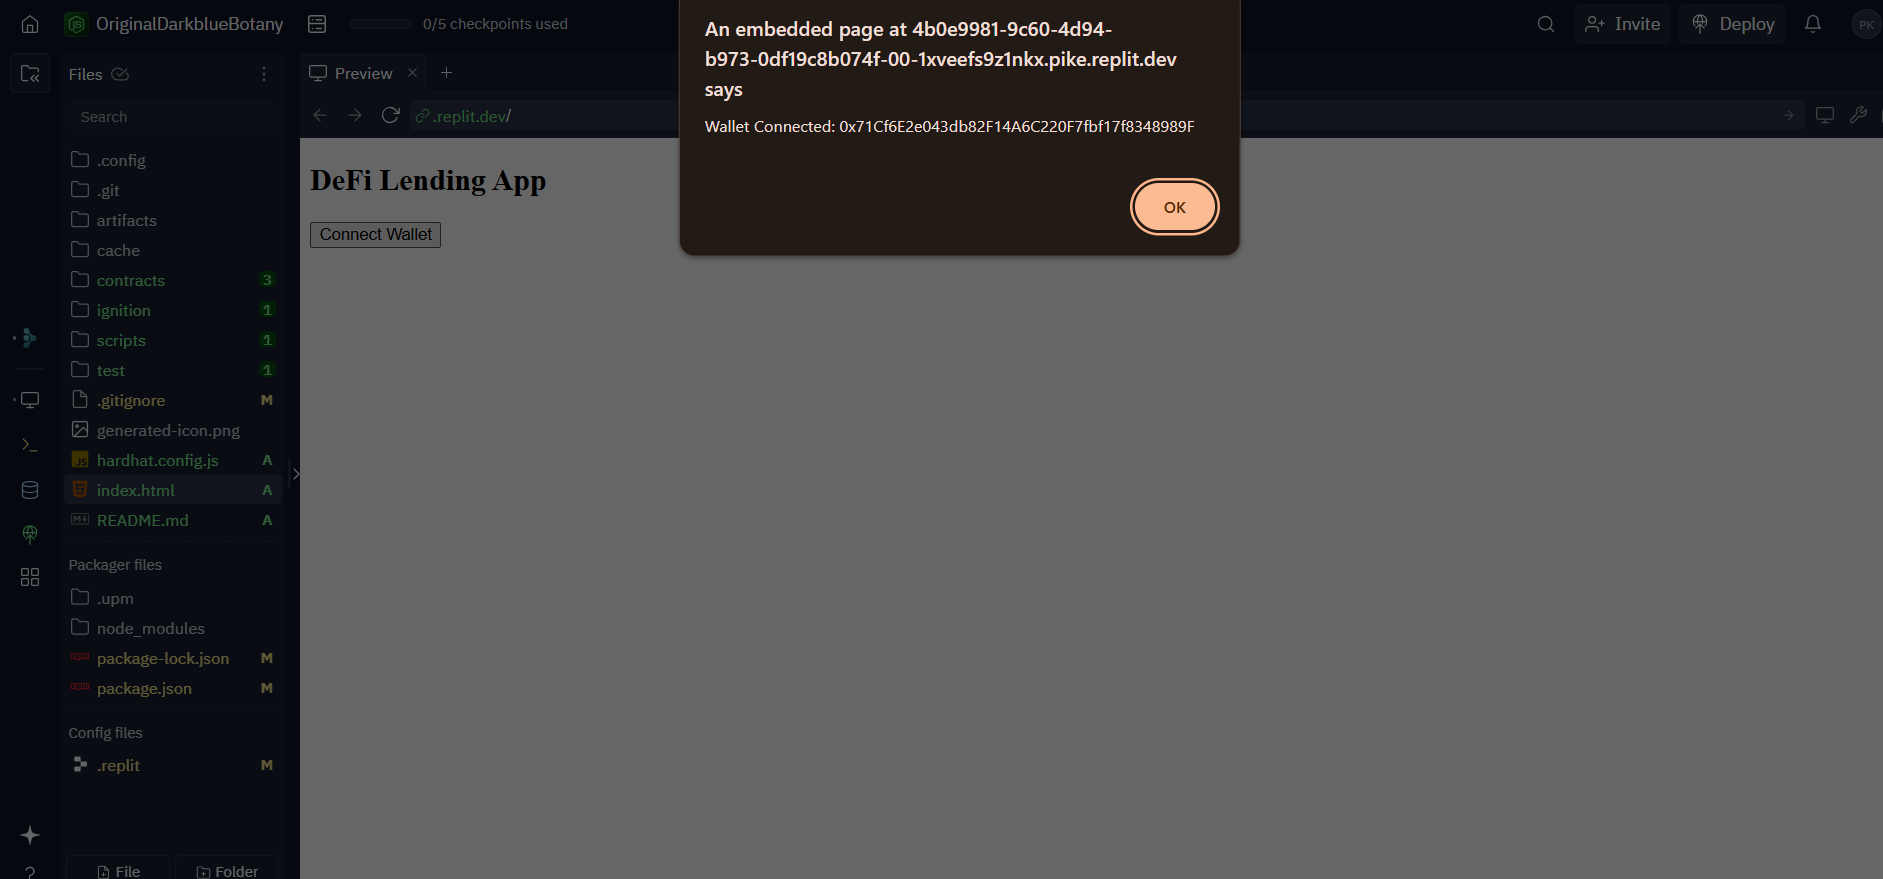 OriginalDarkblueBotany
0/5 checkpoints used
Invite
Deploy
PK
Files
Search
.config
.git
artifacts
cache
contracts 3
ignition 1
scripts 1
test 1
.gitignore M
generated-icon.png
JS hardhat.config.js A
index.html A
README.md A
Packager files
.upm
node_modules
package-lock.json M
package.json M
Config files
.replit M
File Folder
Preview
.replit.dev/
DeFi Lending App
Connect Wallet
An embedded page at 4b0e9981-9c60-4d94-
b973-0df19c8b074f-00-1xveefs9z1nkx.pike.replit.dev
says
Wallet Connected: 0x71Cf6E2e043db82F14A6C220F7fbf17f8348989F
OK